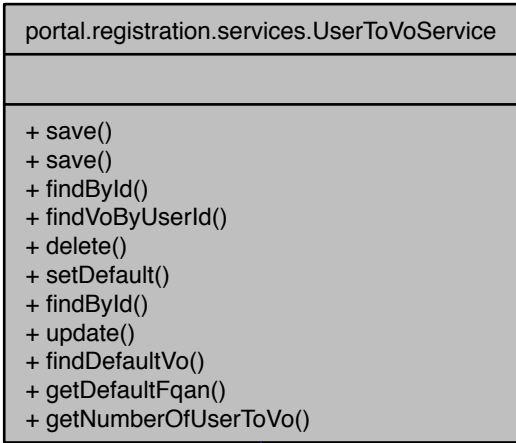 portal.registration.services.UserToVoService
+ save()
+ save()
+ findById()
+ findVoByUserId()
+ delete()
+ setDefault()
+ findById()
+ update()
+ findDefaultVo()
+ getDefaultFqan()
+ getNumberOfUserToVo()